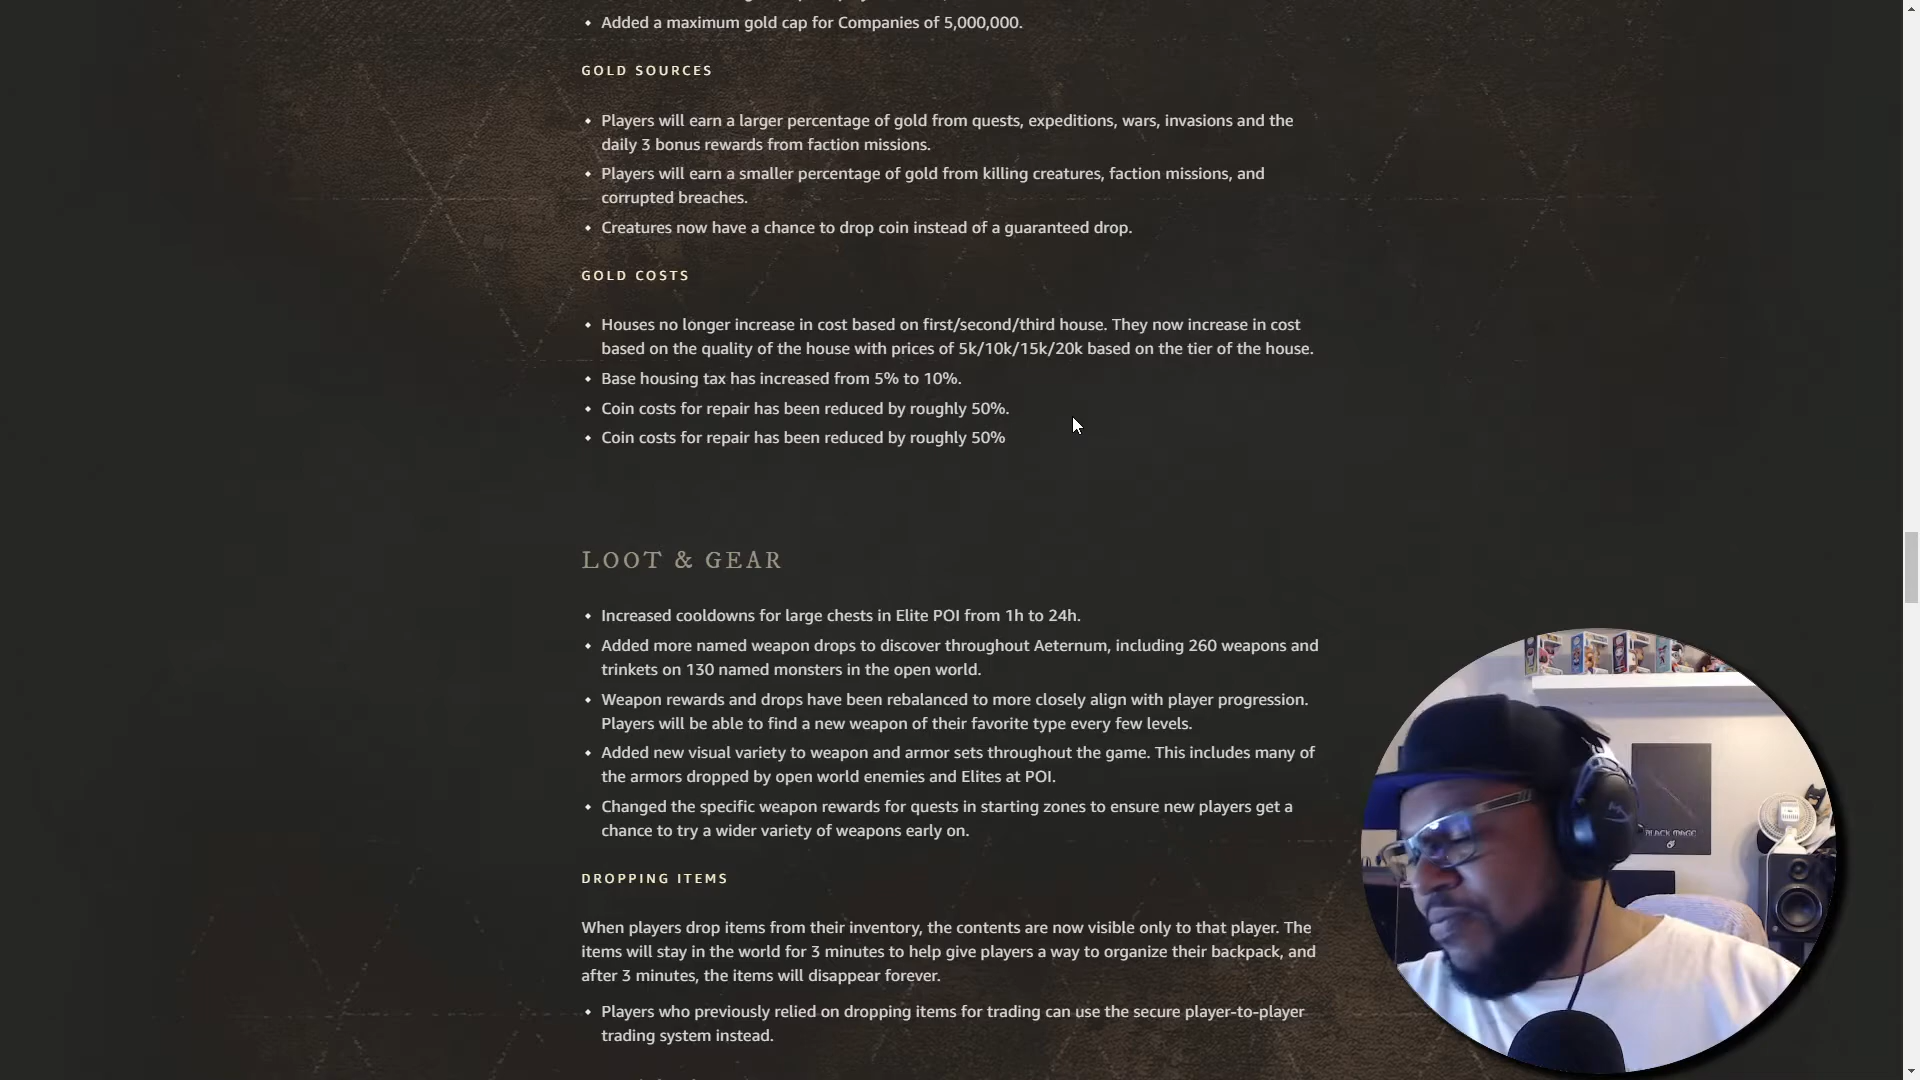 Added a maximum gold cap for Companies of 5,000,000.
GOLD SOURCES
Players will earn a larger percentage of gold from quests, expeditions, wars, invasions and the
daily 3 bonus rewards from faction missions.
Players will earn a smaller percentage of gold from killing creatures, faction missions, and
corrupted breaches.
Creatures now have a chance to drop coin instead of a guaranteed drop.
GOLD COSTS
Houses no longer increase in cost based on first/second/third house. They now increase in cost
based on the quality of the house with prices of 5k/10k/15k/20k based on the tier of the house.
Base housing tax has increased from 5% to 10%.
Coin costs for repair has been reduced by roughly 50%.
Coin costs for repair has been reduced by roughly 50%
LOOT & GEAR
Increased cooldowns for large chests in Elite POI from 1h to 24h.
Added more named weapon drops to discover throughout Aeternum, including 260 weapons and
trinkets on 130 named monsters in the open world.
Weapon rewards and drops have been rebalanced to more closely align with player progression.
Players will be able to find a new weapon of their favorite type every few levels.
Added new visual variety to weapon and armor sets throughout the game. This includes many of
the armors dropped by open world enemies and Elites at POI.
Changed the specific weapon rewards for quests in starting zones to ensure new players get a
chance to try a wider variety of weapons early on.
BLACK MAGE
DROPPING ITEMS
When players drop items from their inventory, the contents are now visible only to that player. The
items will stay in the world for 3 minutes to help give players a way to organize their backpack, and
after 3 minutes, the items will disappear forever.
Players who previously relied on dropping items for trading can use the secure player-to-player
trading system instead.